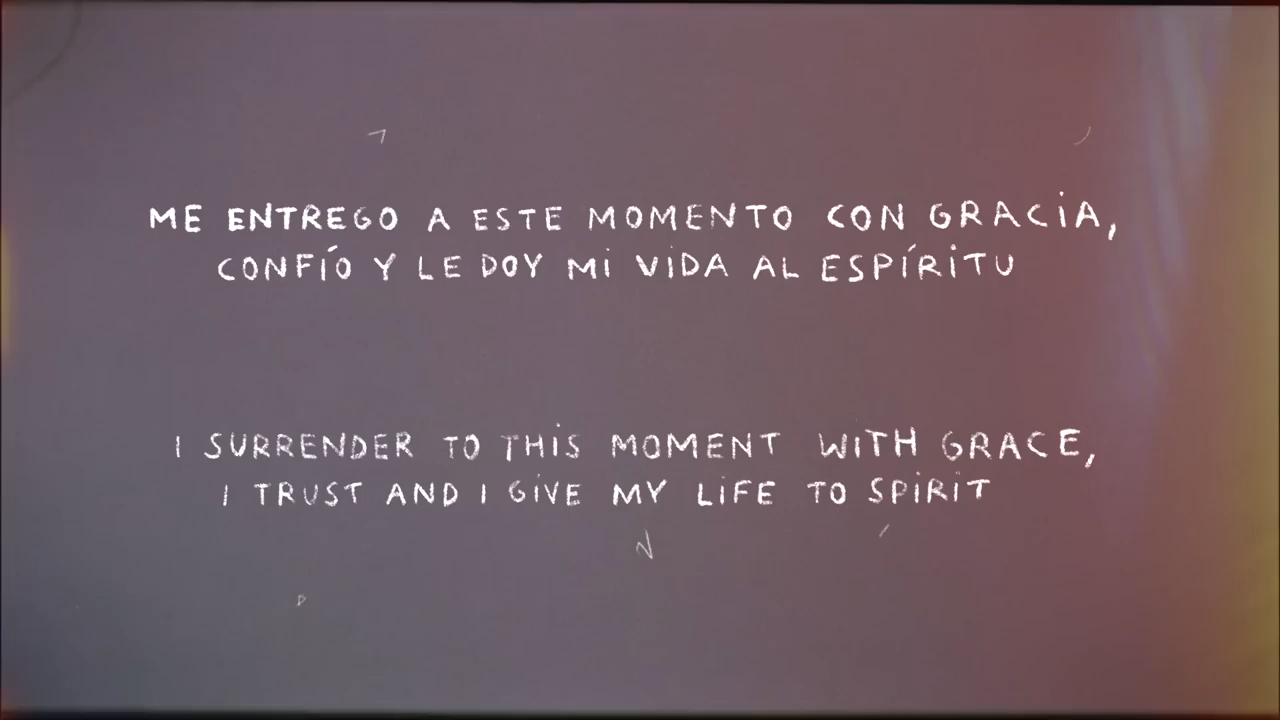 ME ENTREGO A ESTE MOMENTO CON GRACiA,
CONFÍO Y LE DOY Mi ViDA AL ESPÍRiTU
I SURRENDER TO THiS MOMENT WiTH GRACE,
I TRUST AND I GiVE MY LiFE TO SPiRiT